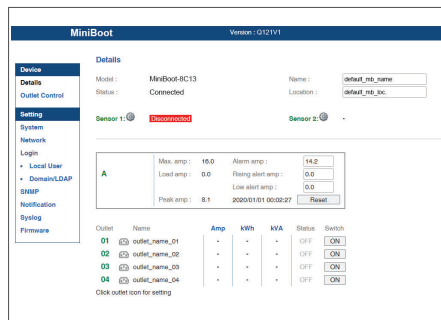 MiniBoot Version : Q121V1
Details
Device
Details
Outlet Control
Setting
System
Network
Login
• Local User
• Domain/LDAP
SNMP
Notification
Syslog
Firmware
Model : MiniBoot-8C13 Name : default_mb_name
Status : Connected Location : default_mb_loc.
Sensor 1: Disconnected Sensor 2: -
A
Max. amp : 16.0 Alarm amp : 14.2
Load amp : 0.0 Rising alert amp : 0.0
Low alert amp : 0.0
Peak amp : 8.1 2020/01/01 00:02:27 Reset
Outlet Name Amp kWh kVA Status Switch
01 outlet_name_01 - - - OFF ON
02 outlet_name_02 - - - OFF ON
03 outlet_name_03 - - - OFF ON
04 outlet_name_04 - - - OFF ON
Click outlet icon for setting